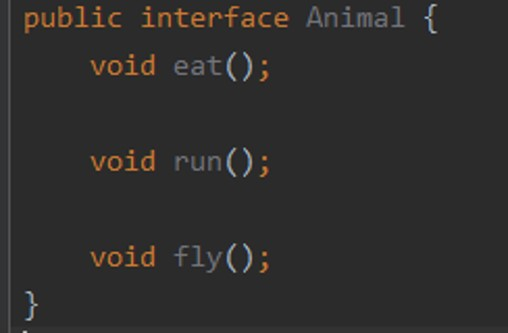 public interface Animal {
void eat();
void run();
void fly();
}